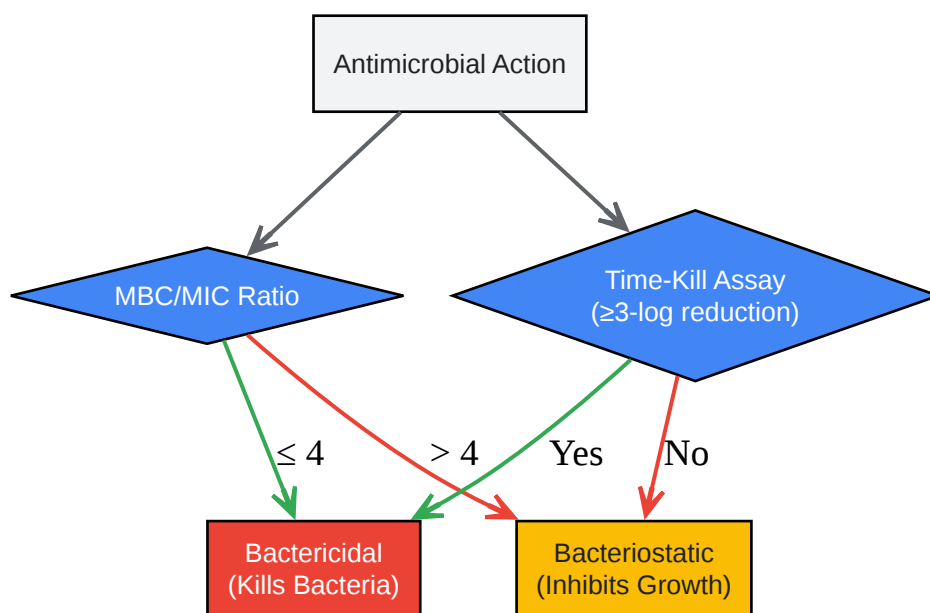 Antimicrobial Action
MBC/MIC Ratio
Time-Kill Assay
(≥3-log reduction)
≤ 4
> 4
Yes
No
Bactericidal
(Kills Bacteria)
Bacteriostatic
(Inhibits Growth)